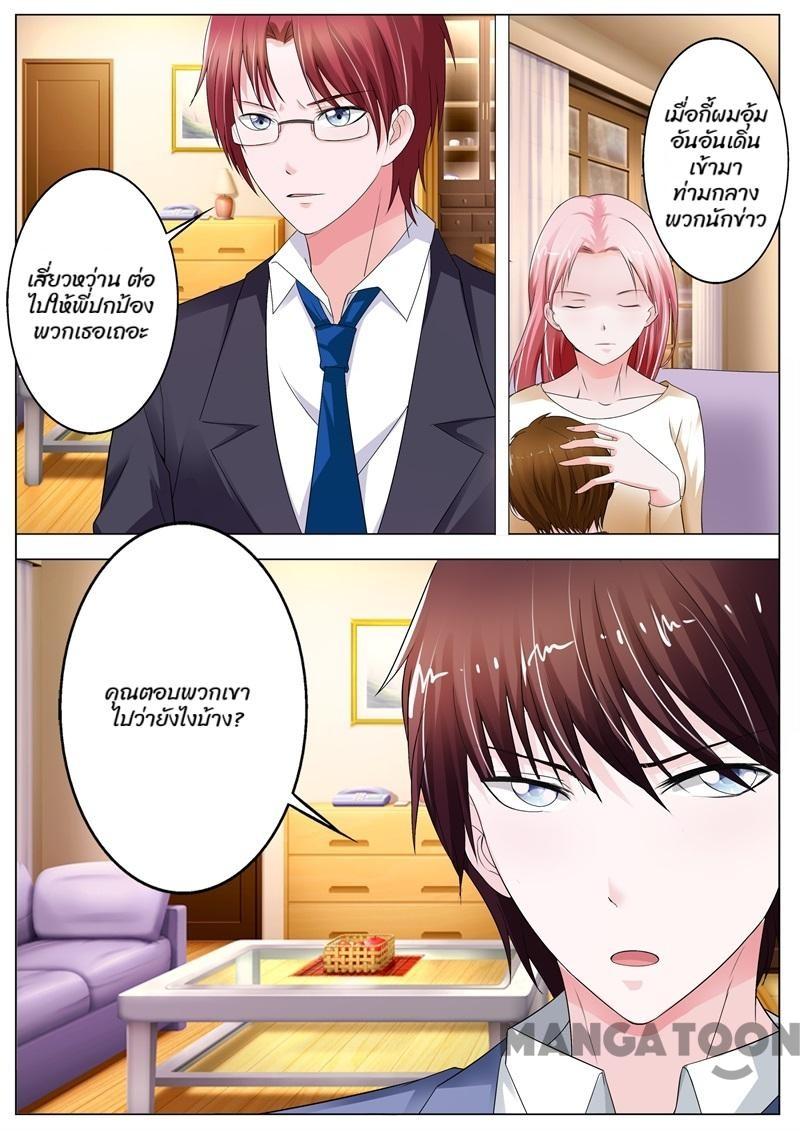 เสี่ยวหว่าน ต่อ
ไปให้พี่ปกป้อง
พวกเธอเถอะ
เมื่อกี้ผมอุ้ม
อันอันเดิน
เข้ามา
ท่ามกลาง
พวกนักข่าว
คุณตอบพวกเขา
ไปว่ายังไงบ้าง?
MANGATOON